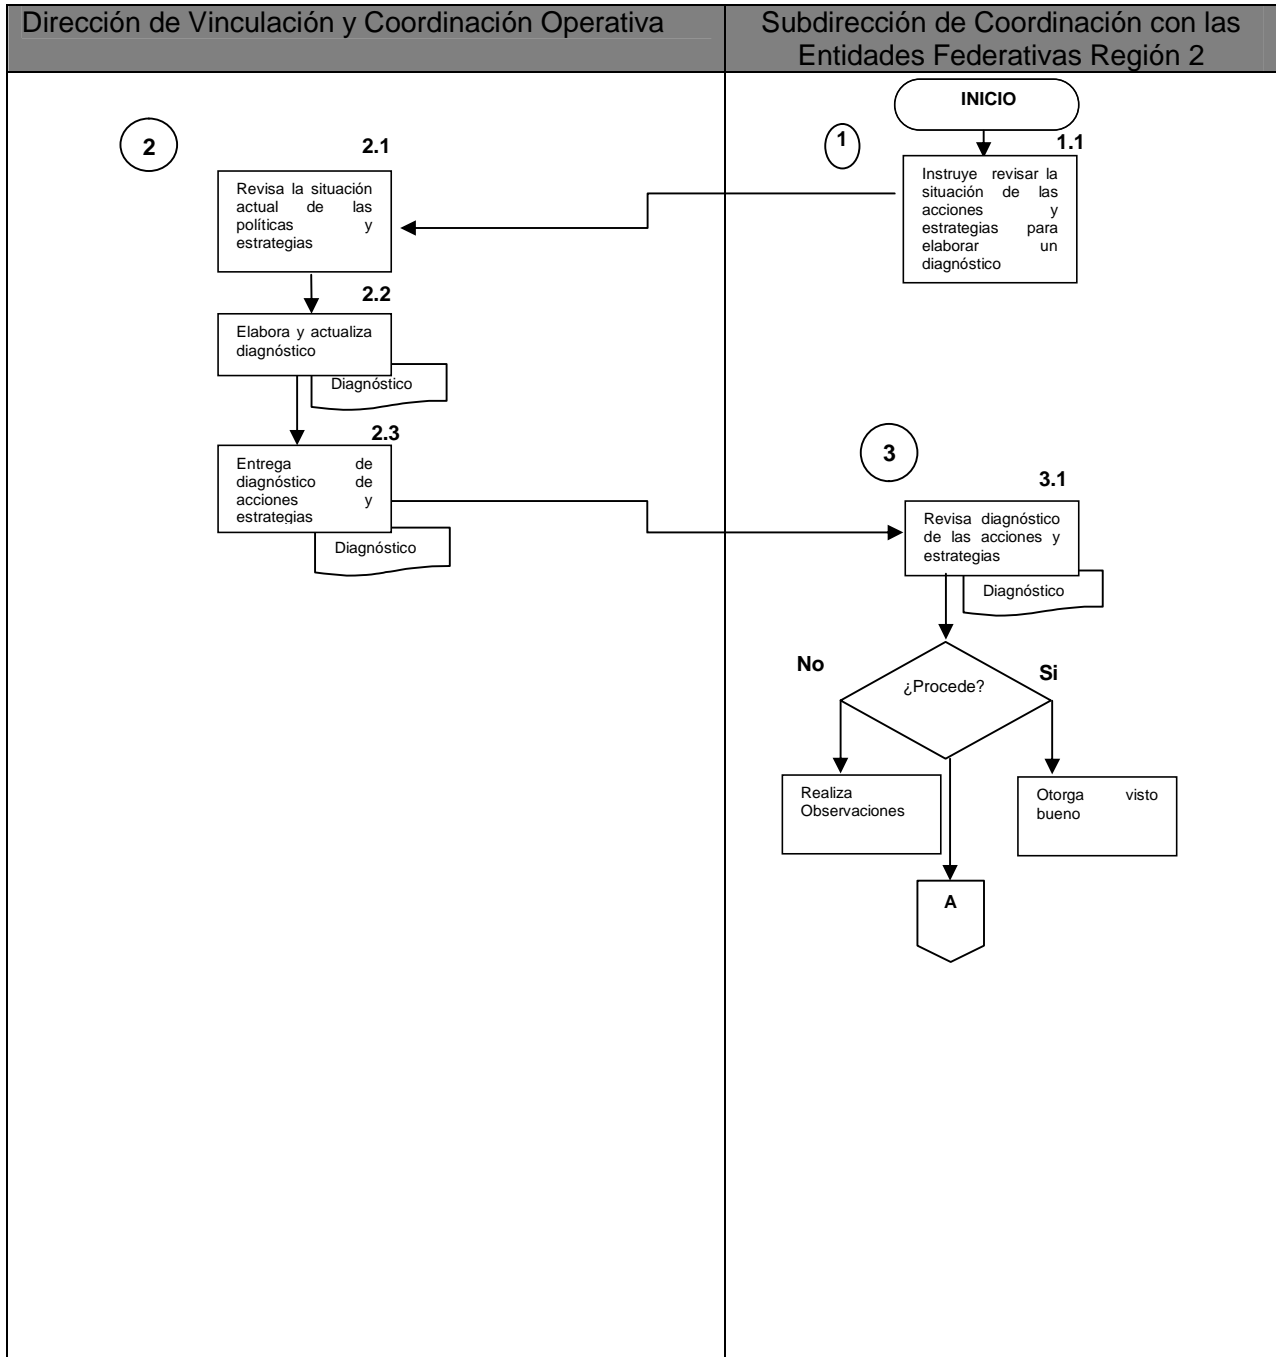 Dirección de Vinculación y Coordinación Operativa
Subdirección de Coordinación con las
Entidades Federativas Región 2
INICIO
1
1.1
Instruye revisar la
situación de las
acciones y
estrategias para
elaborar un
diagnóstico
2
2.1
Revisa la situación
actual de las
políticas y
estrategias
2.2
Elabora y actualiza
diagnóstico
Diagnóstico
2.3
Entrega de
diagnóstico de
acciones y
estrategias
Diagnóstico
3
3.1
Revisa diagnóstico
de las acciones y
estrategias
Diagnóstico
¿Procede?
No
Si
Realiza
Observaciones
Otorga visto
bueno
A